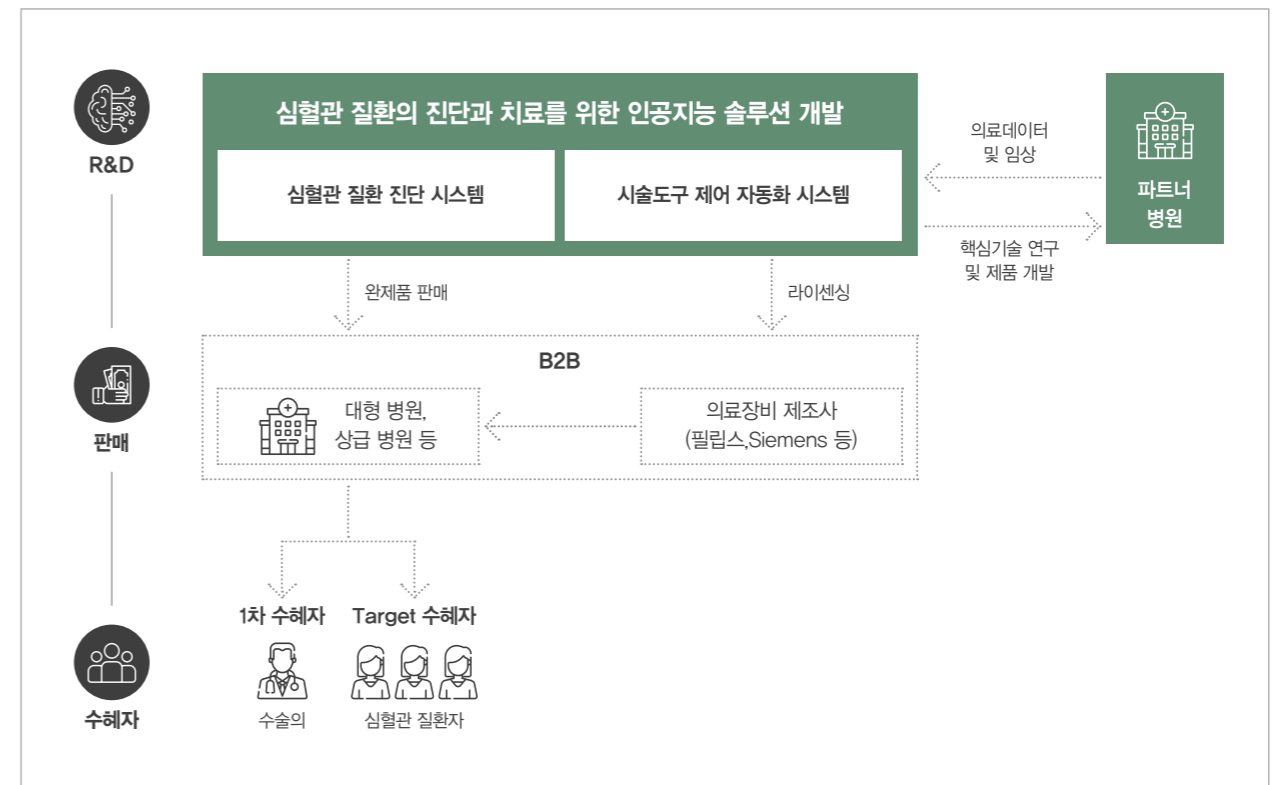 R&D
심혈관 질환의 진단과 치료를 위한 인공지능 솔루션 개발
심혈관 질환 진단 시스템
시술도구 제어 자동화 시스템
의료데이터
및 임상
핵심기술 연구
및 제품 개발
파트너
병원
완제품 판매
라이센싱
판매
B2B
대형 병원,
상급 병원 등
의료장비 제조사
(필립스,Siemens 등)
수혜자
1차 수혜자
수술의
Target 수혜자
심혈관 질환자